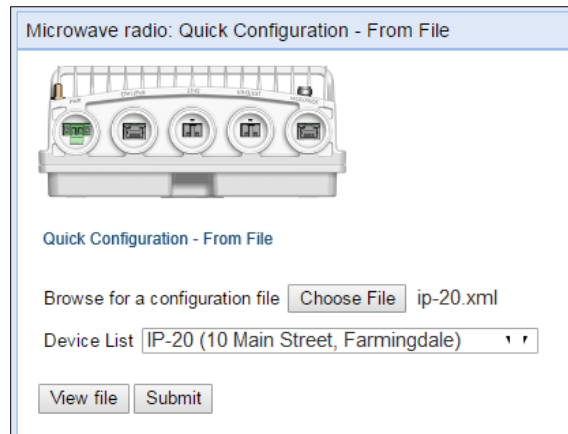 Microwave radio: Quick Configuration - From File
PWR
Quick Configuration - From File
Browse for a configuration file Choose File ip-20.xml
Device List IP-20 (10 Main Street, Farmingdale)
View file Submit